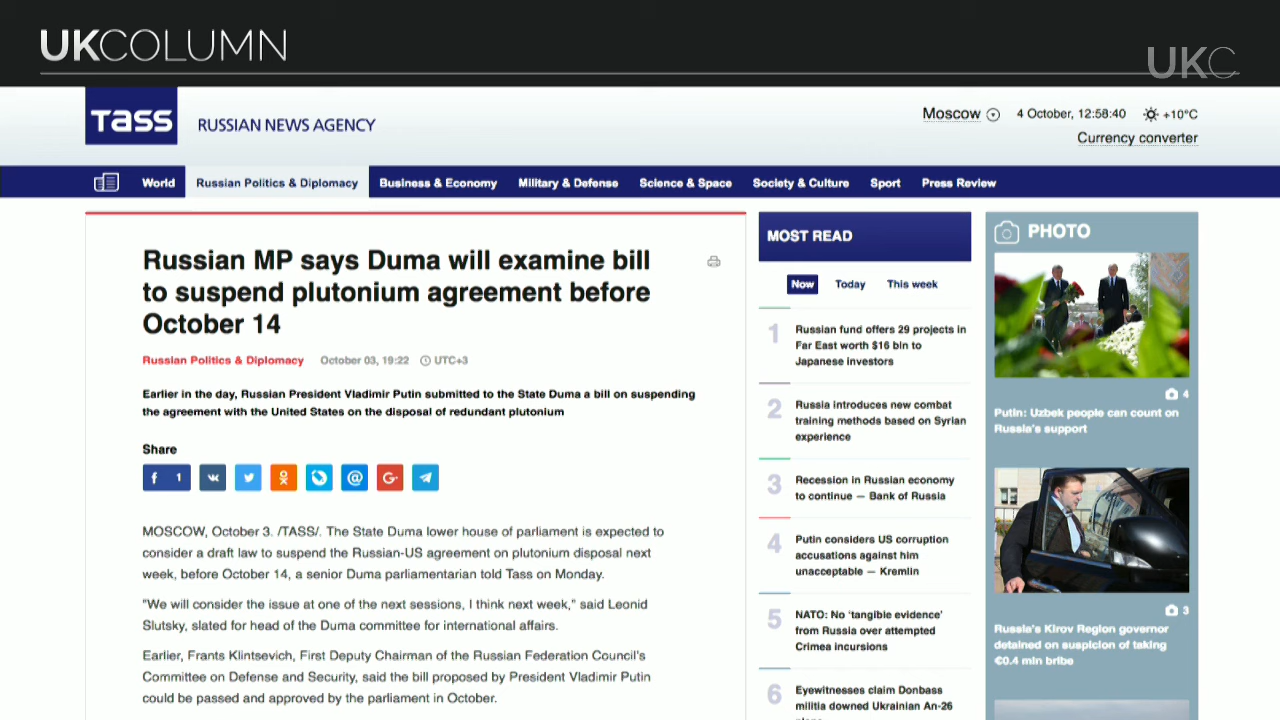 UKCOLUMN
UKC
TASS
RUSSIAN NEWS AGENCY
Moscow
4 October, 12:58:40
+10°C
Currency converter
World
Russian Politics & Diplomacy
Business & Economy
Military & Defense
Science & Space
Society & Culture
Sport
Press Review
Russian MP says Duma will examine bill
to suspend plutonium agreement before
October 14
Russian Politics & Diplomacy
October 03, 19:22
UTC+3
Earlier in the day, Russian President Vladimir Putin submitted to the State Duma a bill on suspending
the agreement with the United States on the disposal of redundant plutonium
Share
1
MOSCOW, October 3. /TASS/. The State Duma lower house of parliament is expected to
consider a draft law to suspend the Russian-US agreement on plutonium disposal next
week, before October 14, a senior Duma parliamentarian told Tass on Monday.
"We will consider the issue at one of the next sessions, I think next week," said Leonid
Slutsky, slated for head of the Duma committee for international affairs.
Earlier, Frants Klintsevich, First Deputy Chairman of the Russian Federation Council's
Committee on Defense and Security, said the bill proposed by President Vladimir Putin
could be passed and approved by the parliament in October.
MOST READ
Now
Today
This week
1
Russian fund offers 29 projects in
Far East worth $16 bln to
Japanese investors
2
Russia introduces new combat
training methods based on Syrian
experience
3
Recession in Russian economy
to continue — Bank of Russia
4
Putin considers US corruption
accusations against him
unacceptable — Kremlin
5
NATO: No ‘tangible evidence’
from Russia over attempted
Crimea incursions
6
Eyewitnesses claim Donbass
militia downed Ukrainian An-26
PHOTO
4
Putin: Uzbek people can count on
Russia's support
3
Russia's Kirov Region governor
detained on suspicion of taking
€0.4 mln bribe